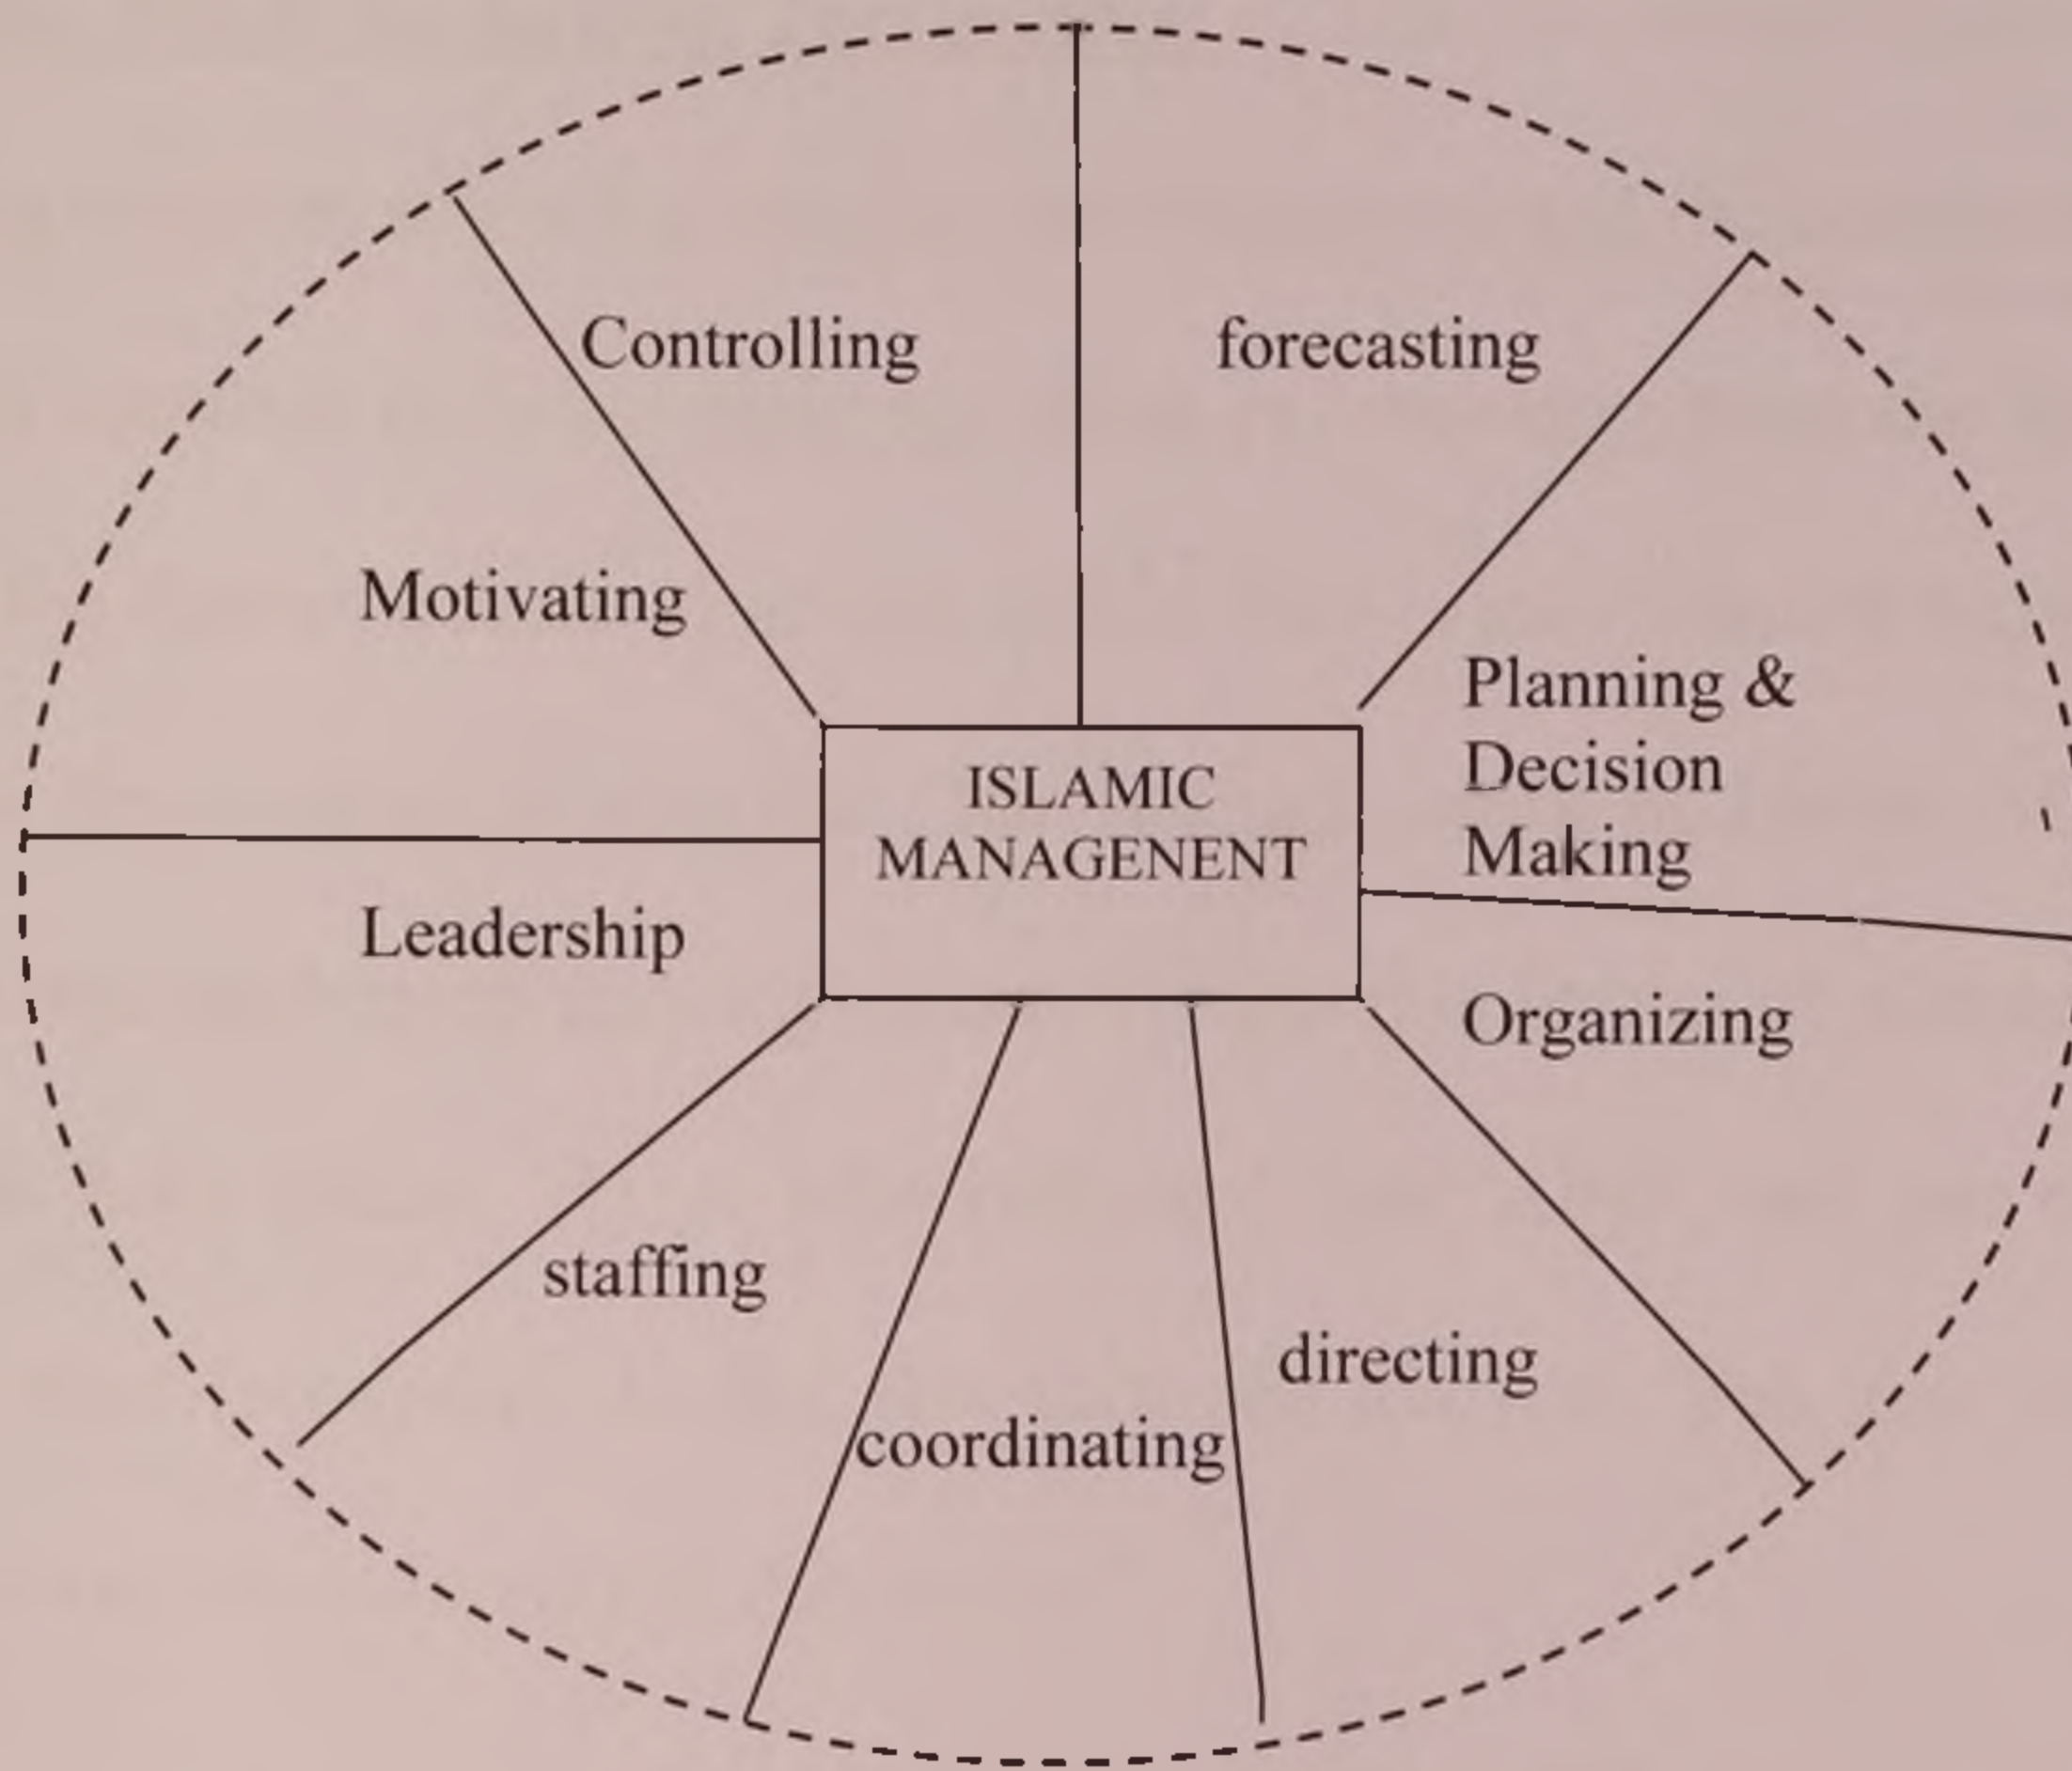 Controlling
forecasting
Motivating
Planning &
Decision
Making
ISLAMIC
MANAGENENT
Leadership
Organizing
staffing
directing
coordinating